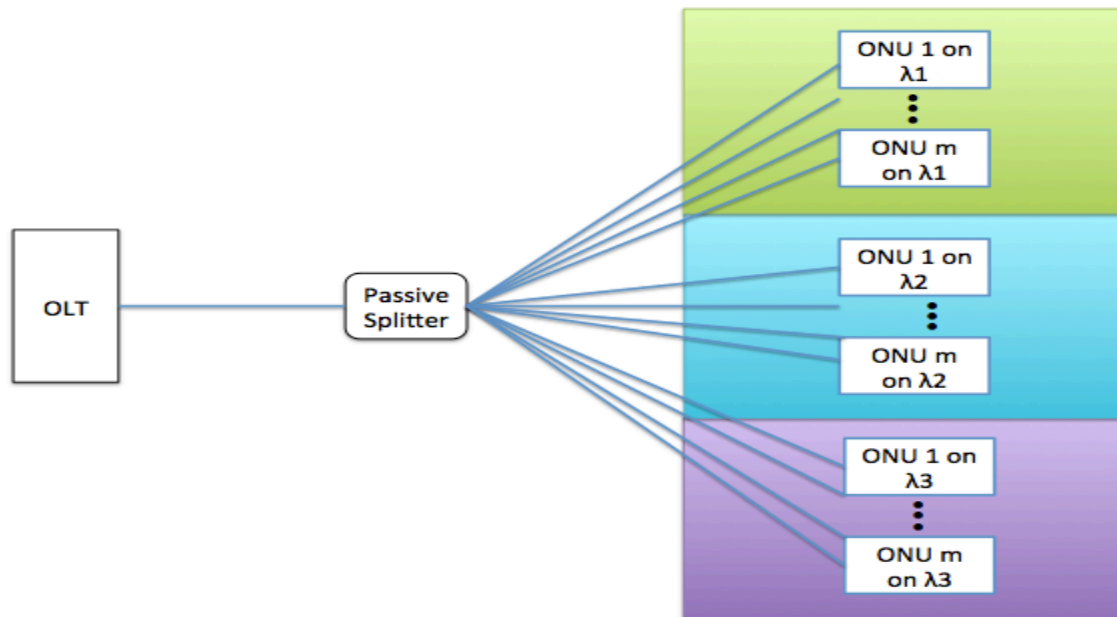 ONU 1 on
λ1
ONU m
on λ1
OLT
Passive
Splitter
ONU 1 on
λ2
ONU m
on λ2
ONU 1 on
λ3
ONU m
on λ3